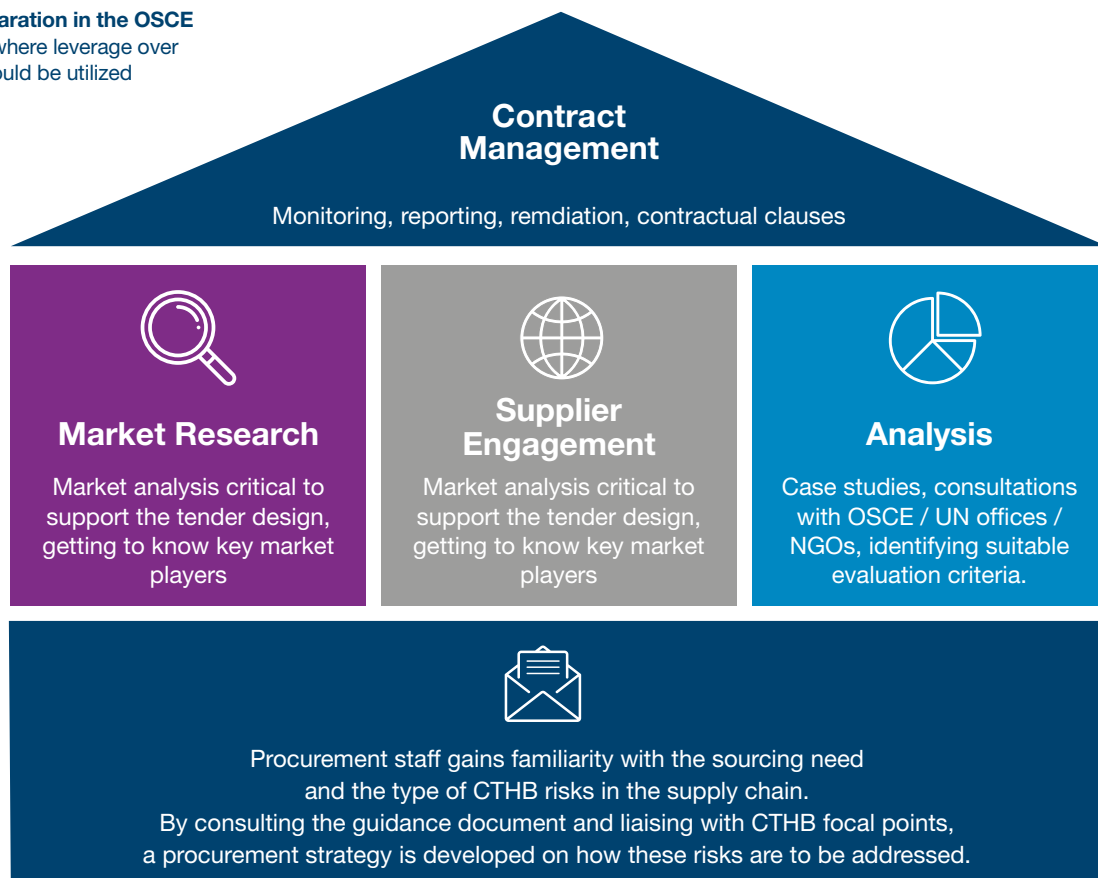 aration in the OSCE
where leverage over
ould be utilized
Contract
Management
Monitoring, reporting, remdiation, contractual clauses
Market Research
Market analysis critical to
support the tender design,
getting to know key market
players
Supplier
Engagement
Market analysis critical to
support the tender design,
getting to know key market
players
Analysis
Case studies, consultations
with OSCE / UN offices /
NGOs, identifying suitable
evaluation criteria.
Procurement staff gains familiarity with the sourcing need
and the type of CTHB risks in the supply chain.
By consulting the guidance document and liaising with CTHB focal points,
a procurement strategy is developed on how these risks are to be addressed.